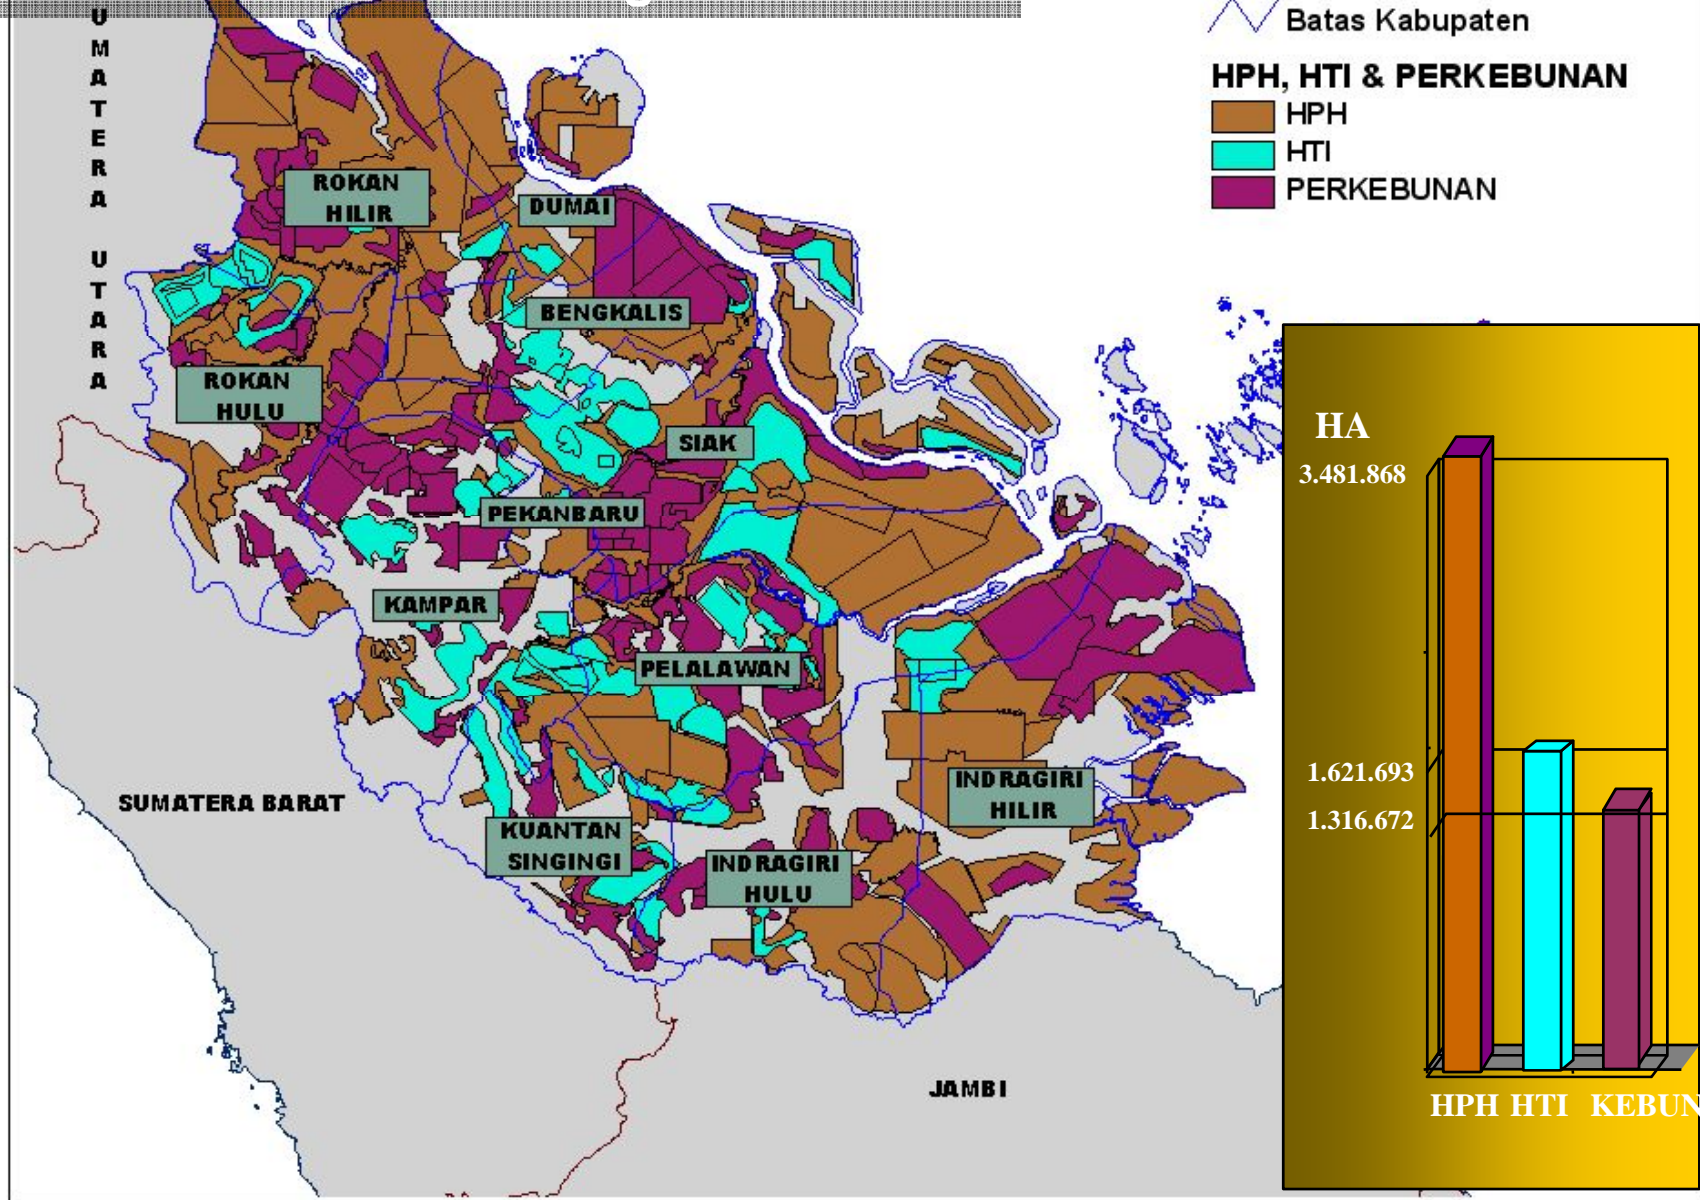 Batas Kabupaten
HPH, HTI & PERKEBUNAN
HPH
HTI
PERKEBUNAN
UMATERA UTARA
ROKAN
HILIR
DUMAI
BENGKALIS
ROKAN
HULU
SIAK
PEKANBARU
KAMPAR
PELALAWAN
INDRAGIRI
HILIR
SUMATERA BARAT
KUANTAN
SINGINGI
INDRAGIRI
HULU
JAMBI
HA
3.481.868
1.621.693
1.316.672
HPH HTI KEBUN